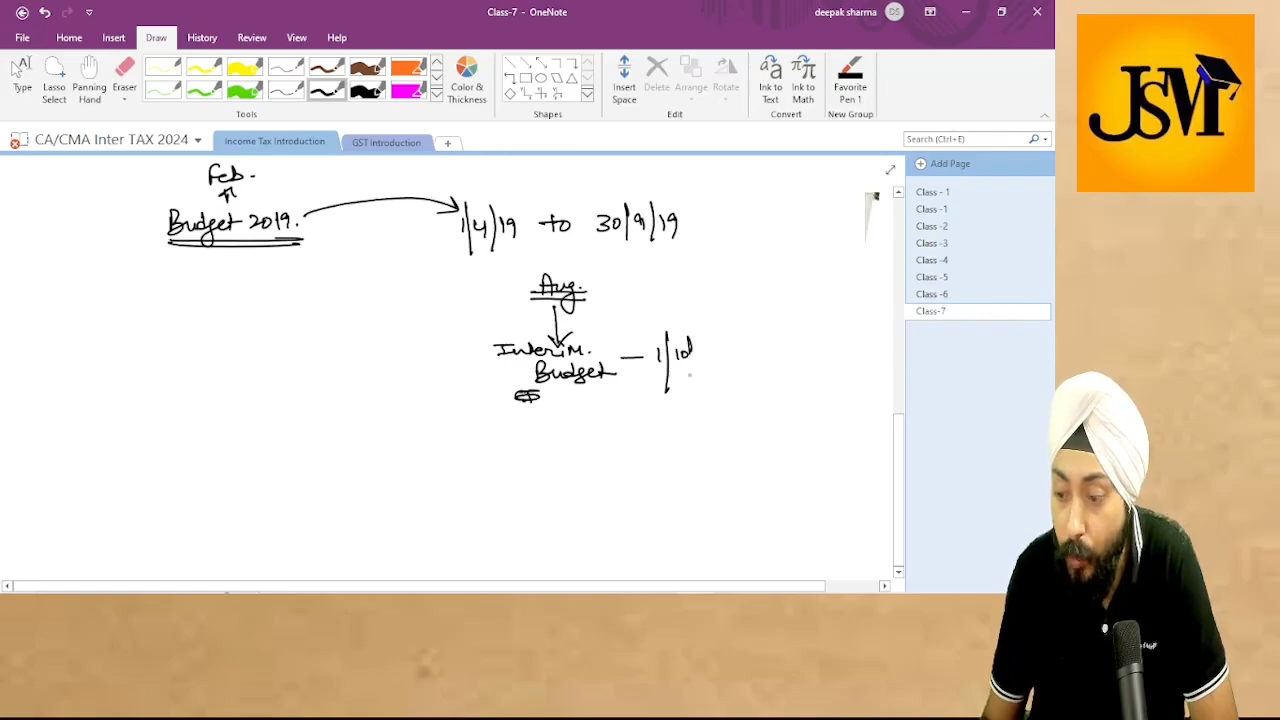 Class-7 - OneNote
deepak sharma DS
File Home Insert Draw History Review View Help
Type
Lasso Select
Panning Hand
Eraser
Color & Thickness
Insert Space
Delete
Arrange
Rotate
Ink to Text
Ink to Math
Favorite Pen 1
Tools
Shapes
Edit
Convert
New Group
CA/CMA Inter TAX 2024
Income Tax Introduction
GST Introduction
Search (Ctrl+E)
Add Page
Class - 1
Class -1
Class -2
Class -3
Class -4
Class -5
Class -6
Class-7
Feb.
Budget 2019.
1/4/19 to 30/9/19
Aug.
Interim.
Budget — 1/10
JSM